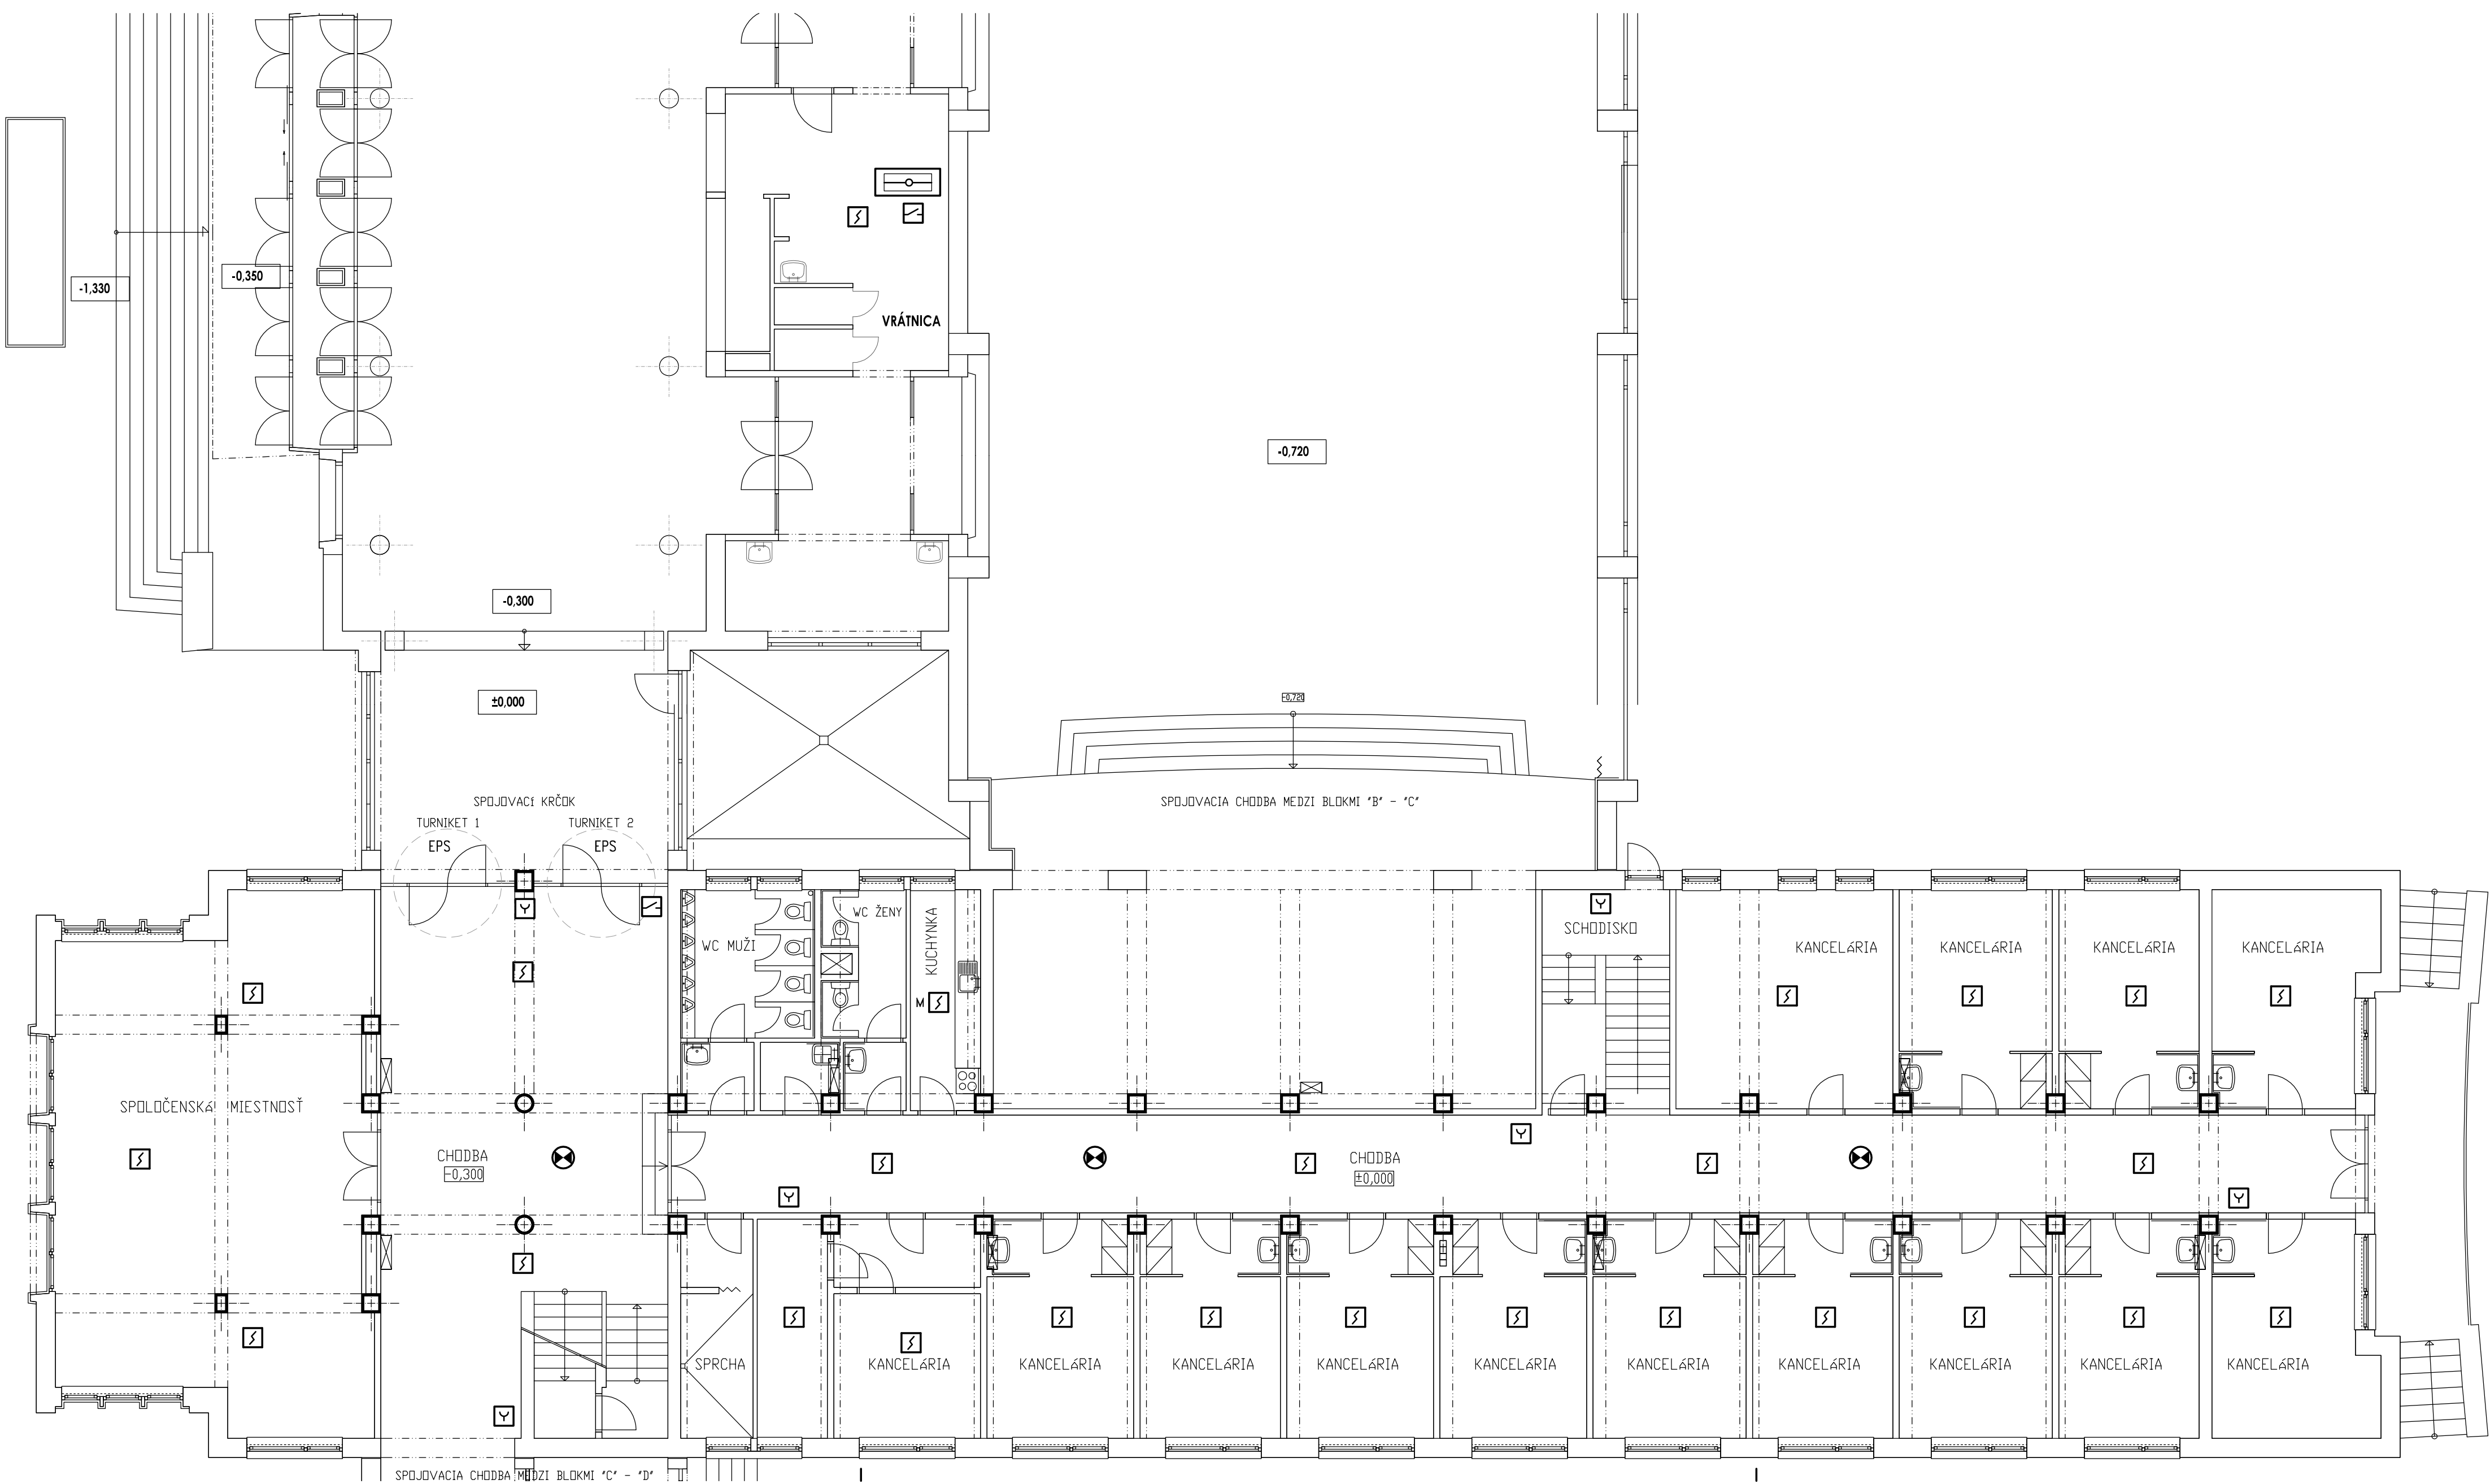 -0,350
-1,330
VRÁTNICA
-0,720
-0,300
±0,000
-0,720
SPOJOVACÍ KRČOK
SPOJOVACIA CHODBA MEDZI BLOKMI "B" - "C"
TURNIKET 1
TURNIKET 2
EPS
EPS
WC ŽENY
WC MUŽI
KUCHYNKA
SCHODISKO
KANCELÁRIA
KANCELÁRIA
KANCELÁRIA
KANCELÁRIA
M
SPOLOČENSKÁ MIESTNOSŤ
CHODBA
-0,300
CHODBA
±0,000
SPRCHA
KANCELÁRIA
KANCELÁRIA
KANCELÁRIA
KANCELÁRIA
KANCELÁRIA
KANCELÁRIA
KANCELÁRIA
KANCELÁRIA
KANCELÁRIA
KANCELÁRIA
SPOJOVACIA CHODBA MEDZI BLOKMI "C" - "D"